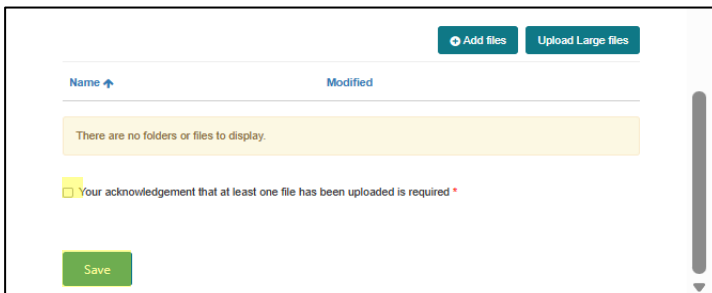 Add files Upload Large files
Name Modified
There are no folders or files to display.
Your acknowledgement that at least one file has been uploaded is required *
Save